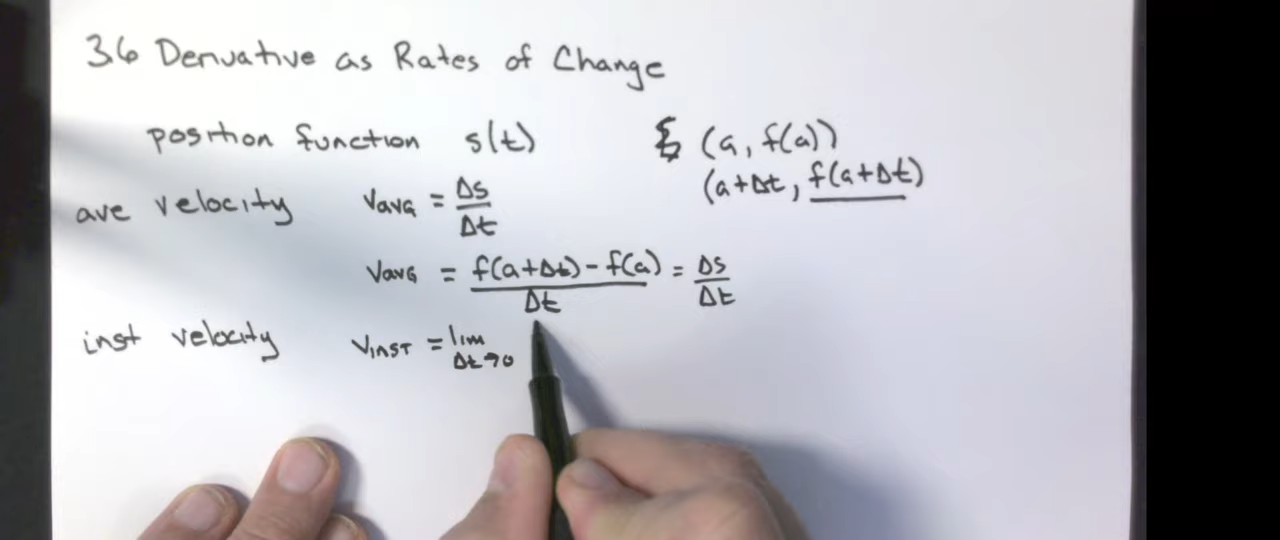 3.6 Derivative as Rates of Change
position function s(t)
(a, f(a))
(a+Δt, f(a+Δt)
ave velocity VAVG = Δs/Δt
VAVG = f(a+Δt) - f(a)/Δt = Δs/Δt
inst velocity VINST = lim Δt→0